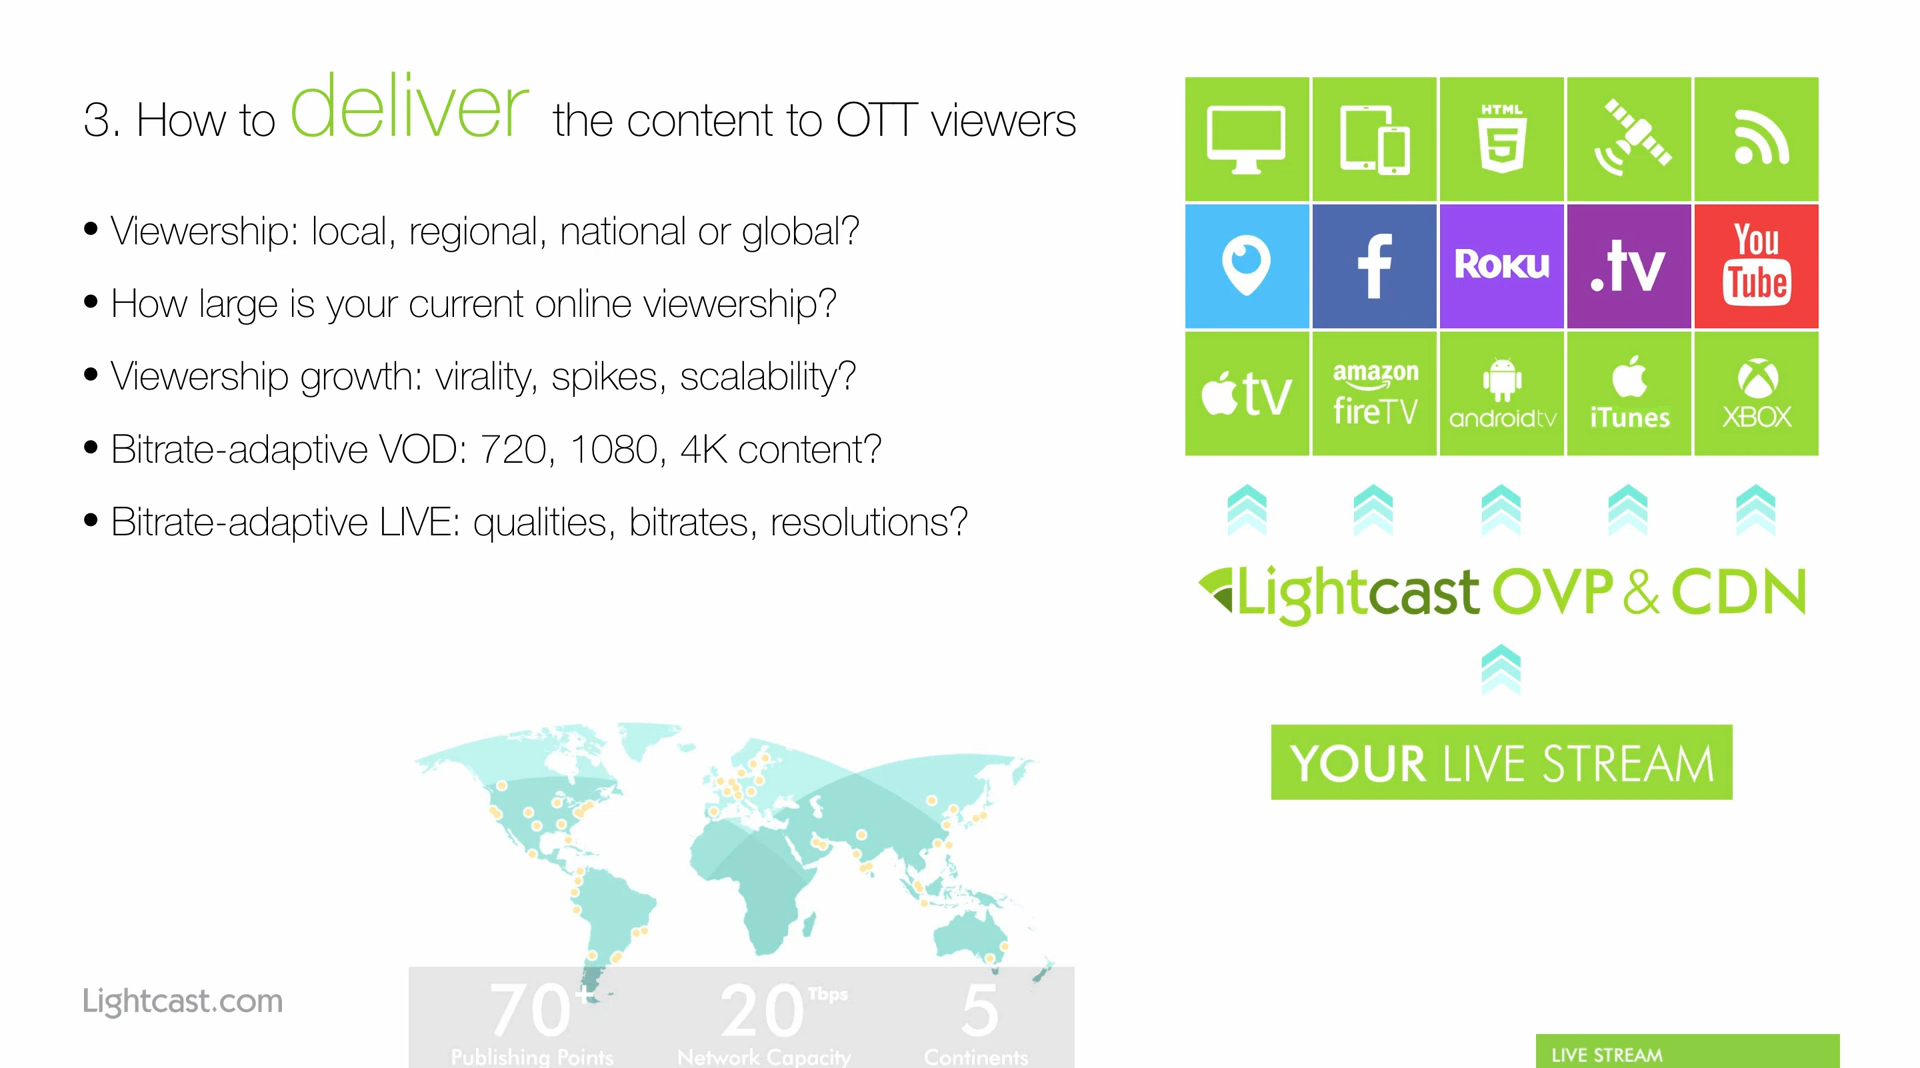 3. How to deliver the content to OTT viewers
• Viewership: local, regional, national or global?
• How large is your current online viewership?
• Viewership growth: virality, spikes, scalability?
• Bitrate-adaptive VOD: 720, 1080, 4K content?
• Bitrate-adaptive LIVE: qualities, bitrates, resolutions?
HTML
5
f
ROKU
.tv
You
Tube
tv
amazon
fireTV
androidtv
iTunes
XBOX
Lightcast OVP & CDN
YOUR LIVE STREAM
70+
Publishing Points
20 Tbps
Network Capacity
5
Continents
Lightcast.com
LIVE STREAM